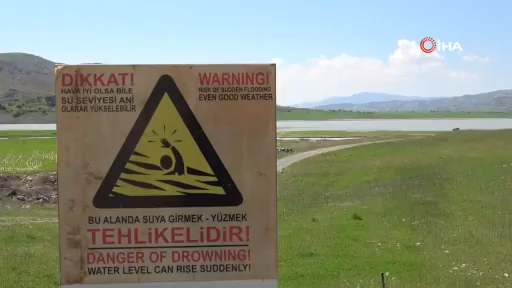 DİKKAT!
HAVA İYİ OLSA BİLE
SU SEVİYESİ ANİ
OLARAK YÜKSELEBİLİR
WARNING!
RISK OF SUDDEN FLOODING
EVEN GOOD WEATHER
BU ALANDA SUYA GİRMEK - YÜZMEK
TEHLİKELİDİR!
DANGER OF DROWNING!
WATER LEVEL CAN RISE SUDDENLY!
İHA